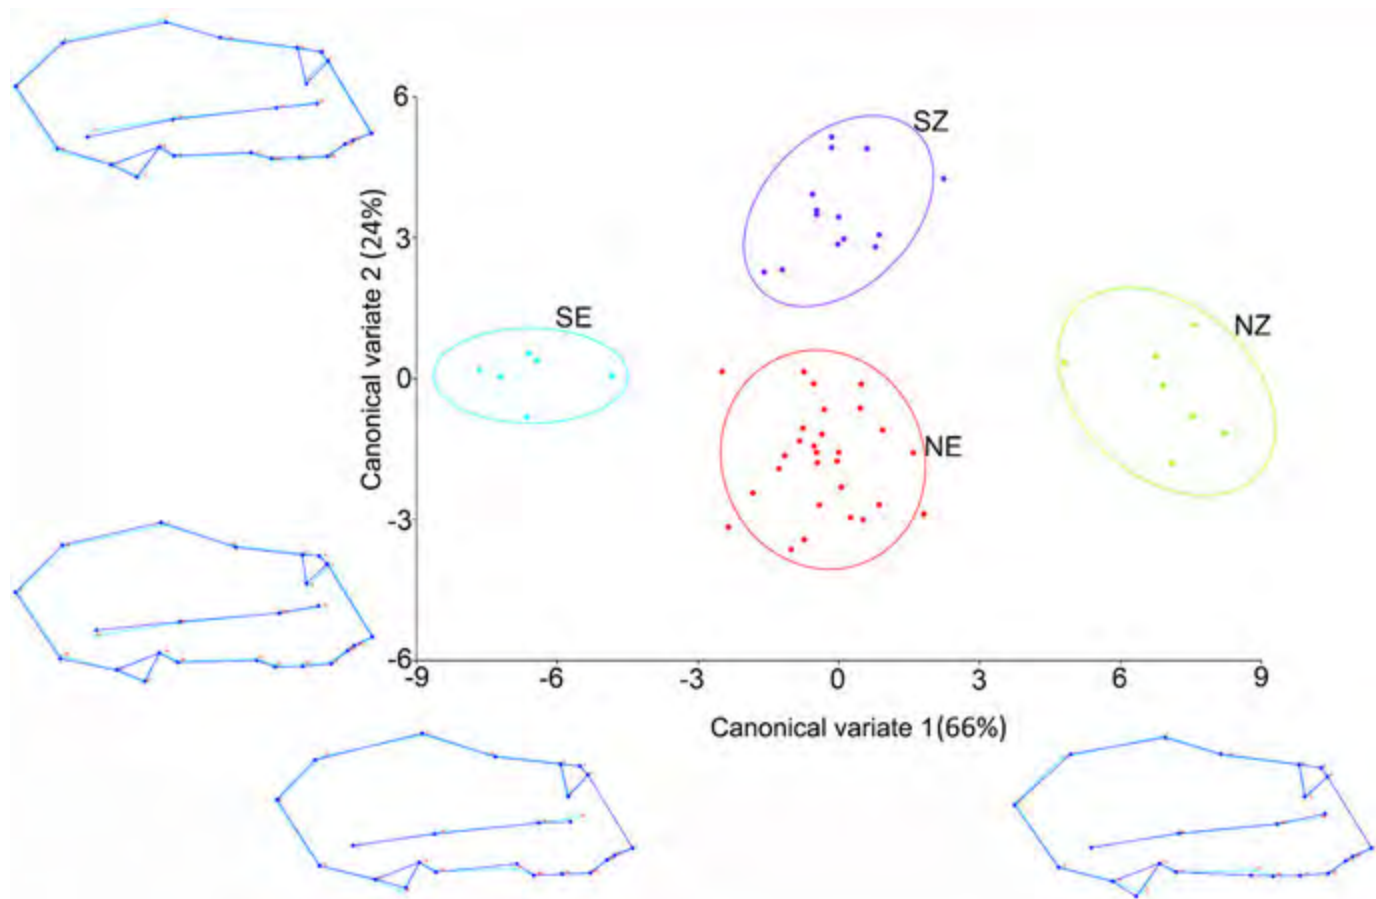 6
SZ
Canonical variate 2 (24%)
3
SE
NZ
0
NE
-3
-6
-9 -6 -3 0 3 6 9
Canonical variate 1(66%)